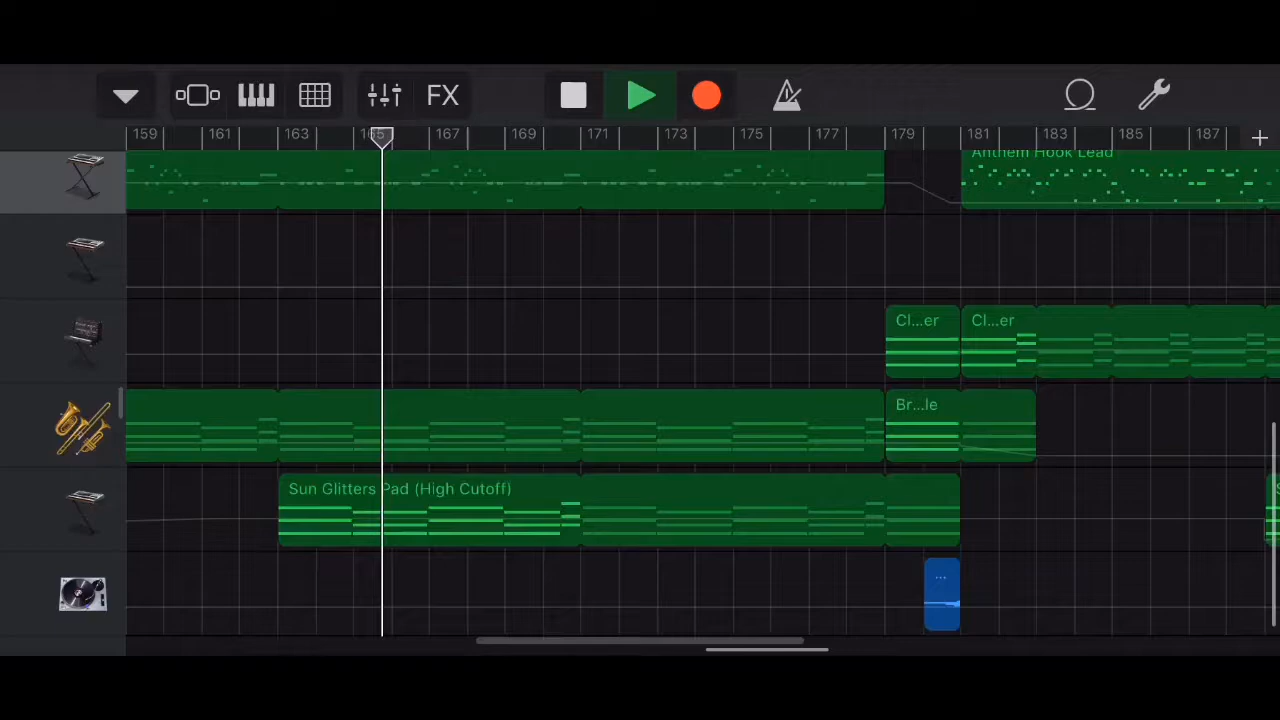 FX
159 161 163 165 167 169 171 173 175 177 179 181 183 185 187
Anthem Hook Lead
Cl...er Cl...er
Br...le
Sun Glitters Pad (High Cutoff)
...